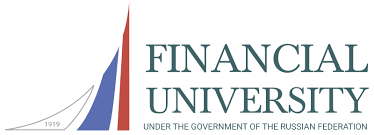 1919
FINANCIAL
UNIVERSITY
UNDER THE GOVERNMENT OF THE RUSSIAN FEDERATION